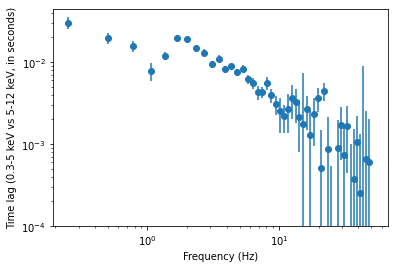 Time lag (0.3-5 keV vs 5-12 keV, in seconds)
10⁻²
10⁻³
10⁻⁴
10⁰
10¹
Frequency (Hz)